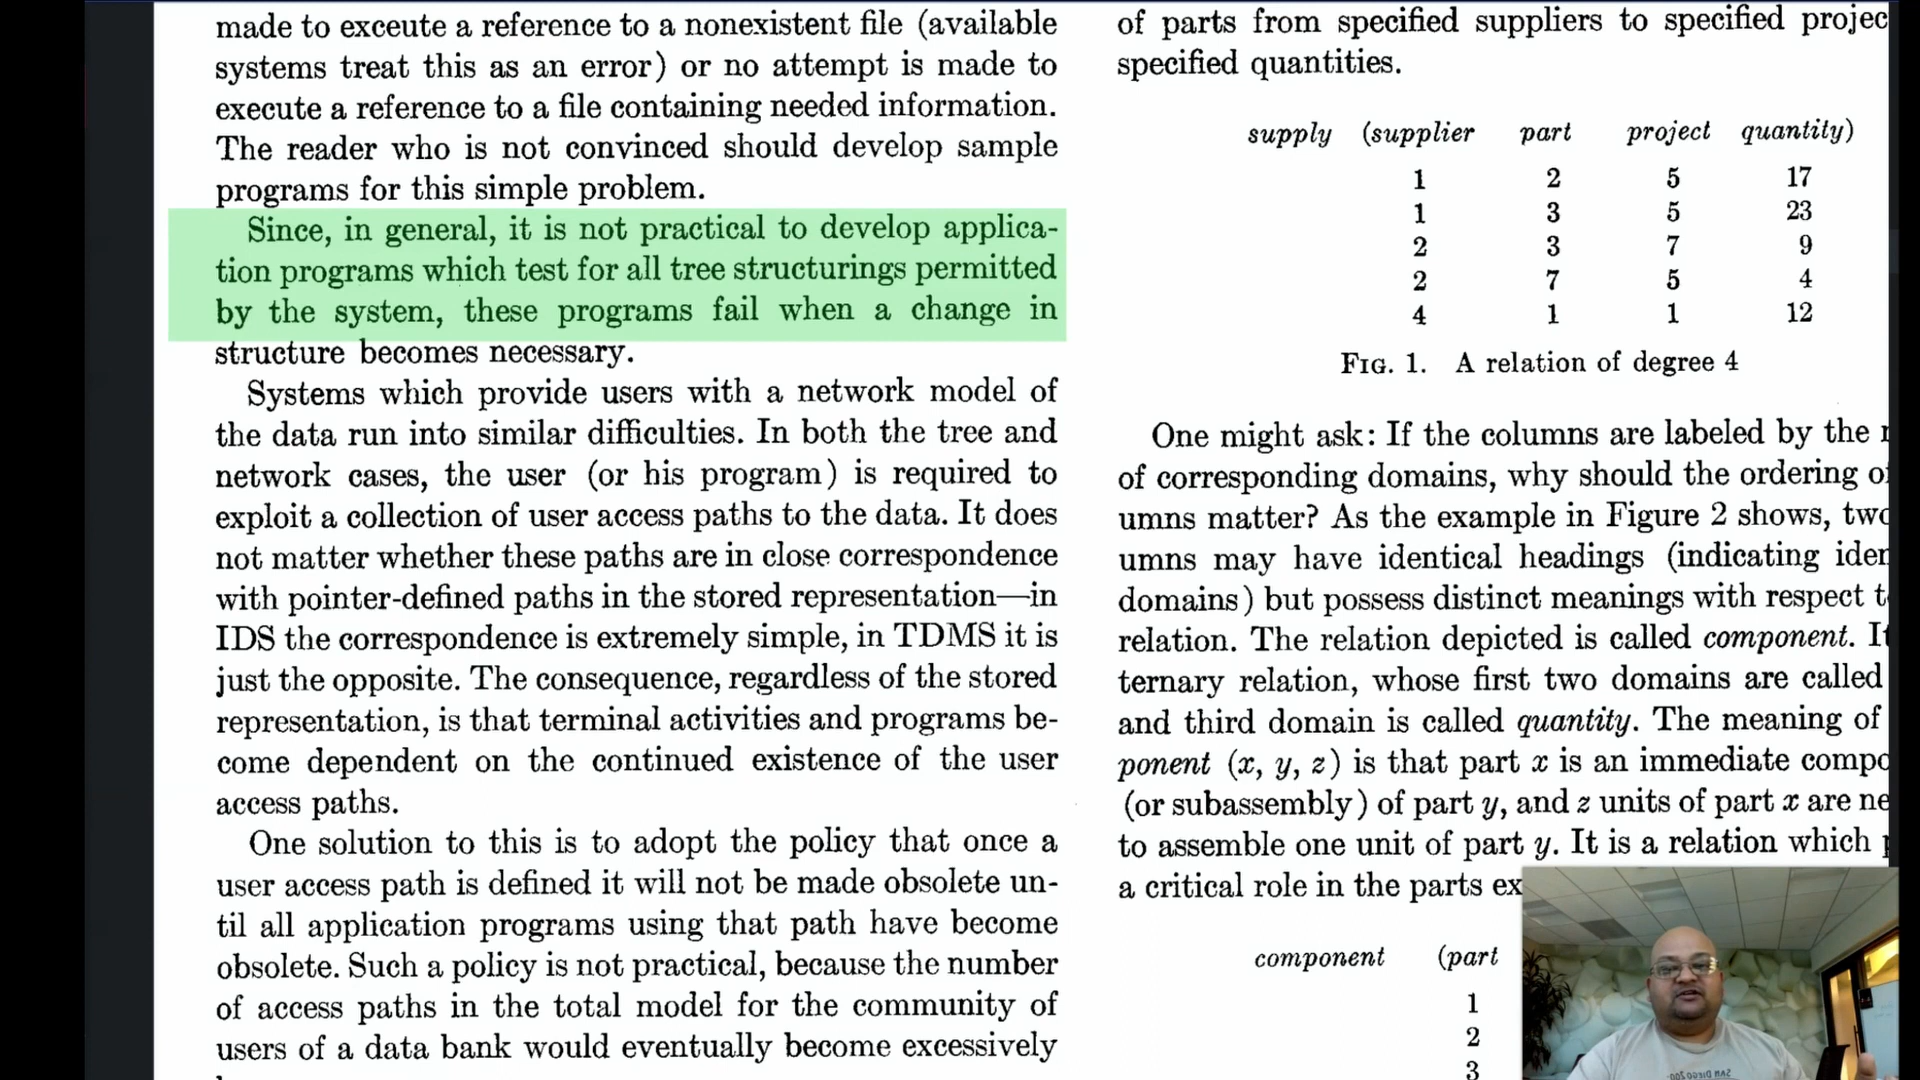 made to exceute a reference to a nonexistent file (available
systems treat this as an error) or no attempt is made to
execute a reference to a file containing needed information.
The reader who is not convinced should develop sample
programs for this simple problem.
Since, in general, it is not practical to develop applica-
tion programs which test for all tree structurings permitted
by the system, these programs fail when a change in
structure becomes necessary.
Systems which provide users with a network model of
the data run into similar difficulties. In both the tree and
network cases, the user (or his program) is required to
exploit a collection of user access paths to the data. It does
not matter whether these paths are in close correspondence
with pointer-defined paths in the stored representation—in
IDS the correspondence is extremely simple, in TDMS it is
just the opposite. The consequence, regardless of the stored
representation, is that terminal activities and programs be-
come dependent on the continued existence of the user
access paths.
One solution to this is to adopt the policy that once a
user access path is defined it will not be made obsolete un-
til all application programs using that path have become
obsolete. Such a policy is not practical, because the number
of access paths in the total model for the community of
users of a data bank would eventually become excessively
of parts from specified suppliers to specified projec
specified quantities.
supply (supplier part project quantity)
1 2 5 17
1 3 5 23
2 3 7 9
2 7 5 4
4 1 1 12
FIG. 1. A relation of degree 4
One might ask: If the columns are labeled by the
of corresponding domains, why should the ordering o
umns matter? As the example in Figure 2 shows, two
umns may have identical headings (indicating iden
domains) but possess distinct meanings with respect t
relation. The relation depicted is called component. It
ternary relation, whose first two domains are called
and third domain is called quantity. The meaning of
ponent (x, y, z) is that part x is an immediate compo
(or subassembly) of part y, and z units of part x are ne
to assemble one unit of part y. It is a relation which
a critical role in the parts ex
component (part
1
2
3
SAN DIEGO ZOO